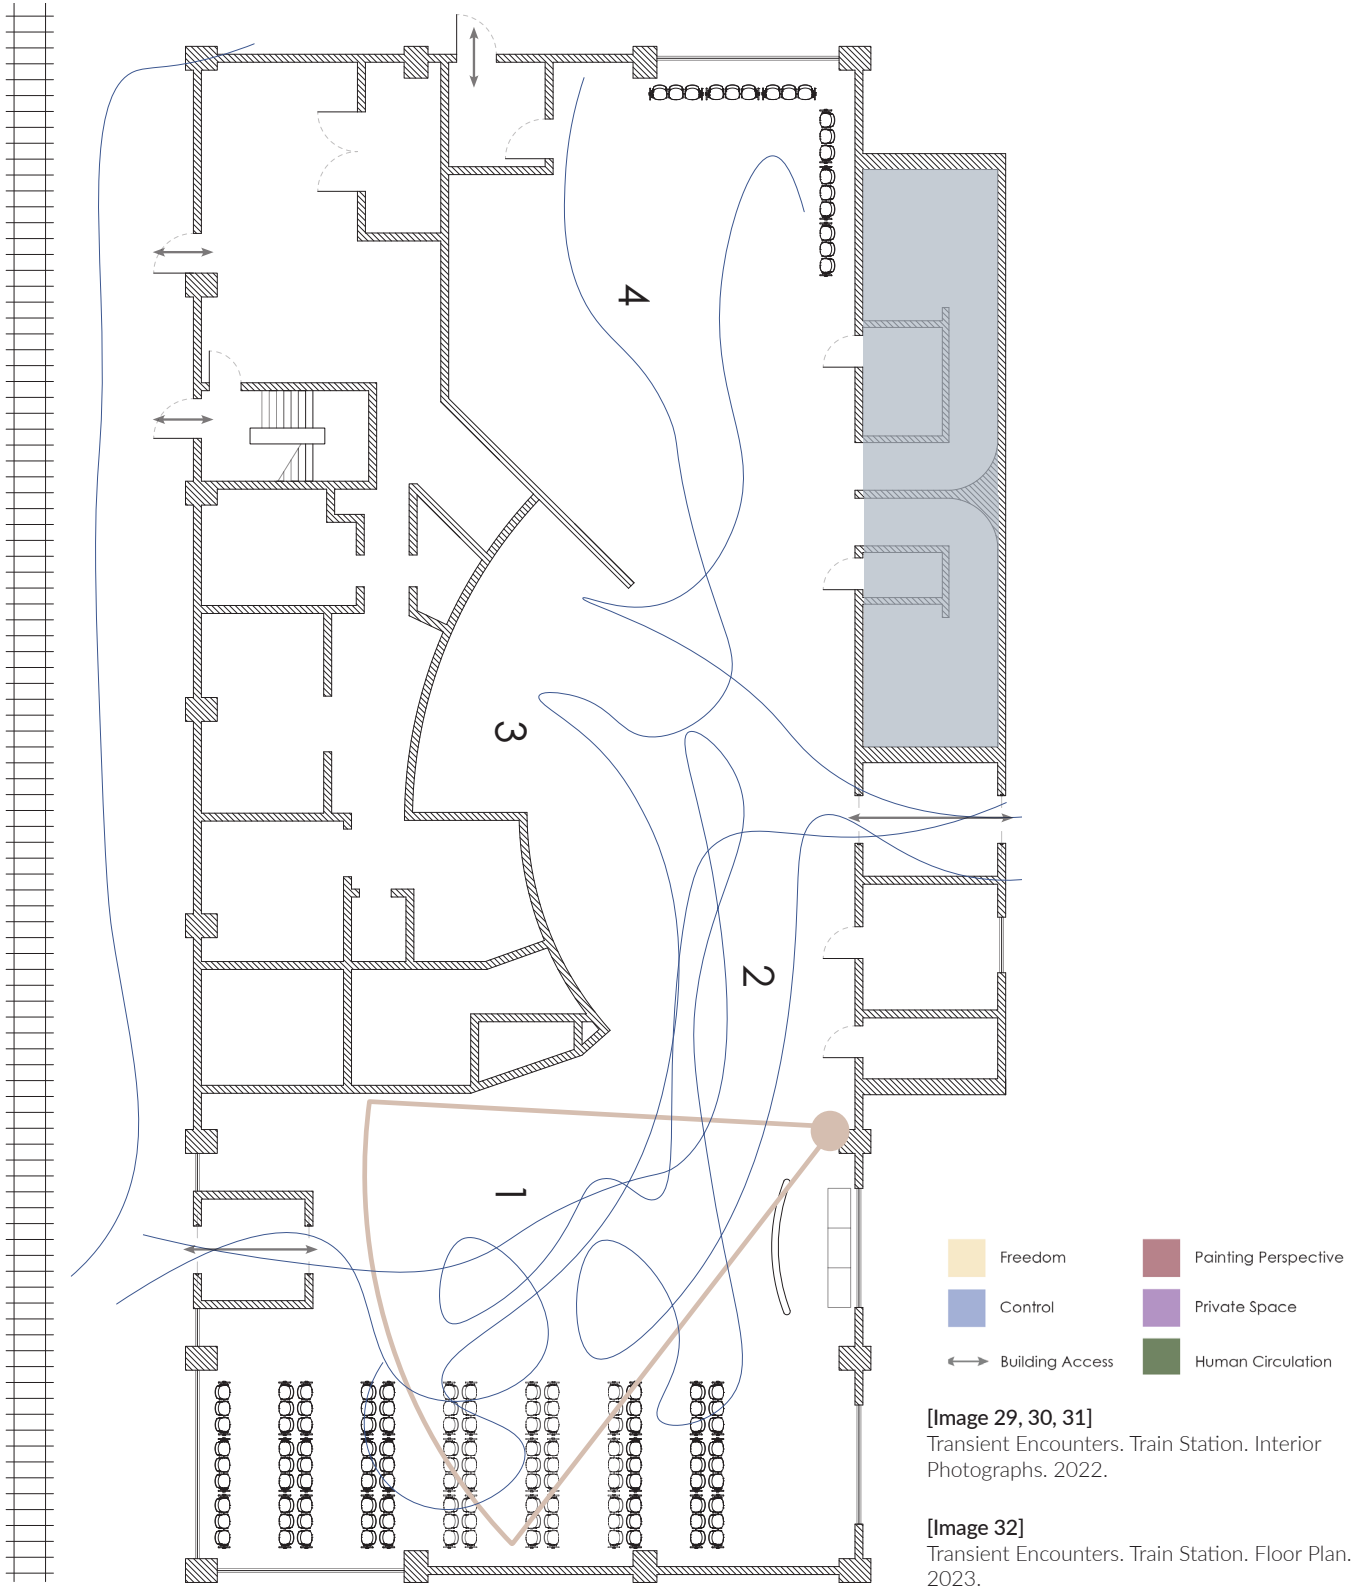 4
3
2
1
Freedom
Painting Perspective
Control
Private Space
Building Access
Human Circulation
[Image 29, 30, 31]
Transient Encounters. Train Station. Interior
Photographs. 2022.
[Image 32]
Transient Encounters. Train Station. Floor Plan.
2023.